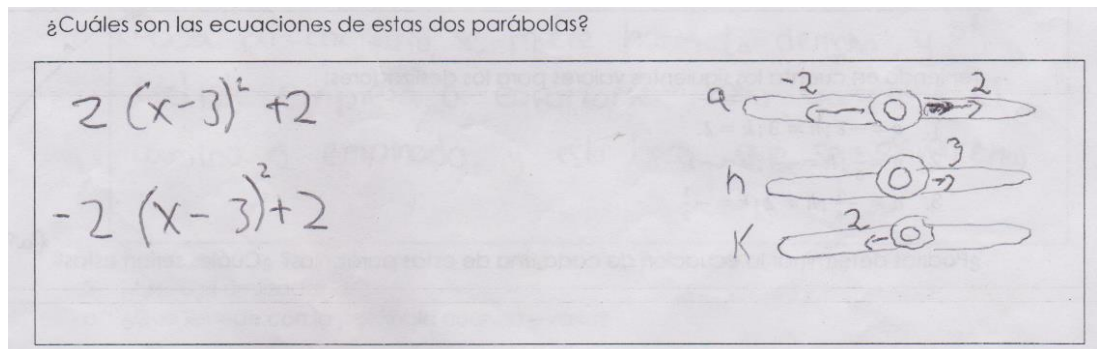 ¿Cuáles son las ecuaciones de estas dos parábolas?
2 (x-3)² +2
-2 (x-3)² +2
a -2 2
h 3
K 2